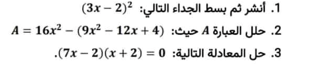 1. أنشر ثم بسط الجداء التالي: (3x − 2)²
2. حلل العبارة A حيث: A = 16x² − (9x² − 12x + 4)
3. حل المعادلة التالية: (7x − 2)(x + 2) = 0.